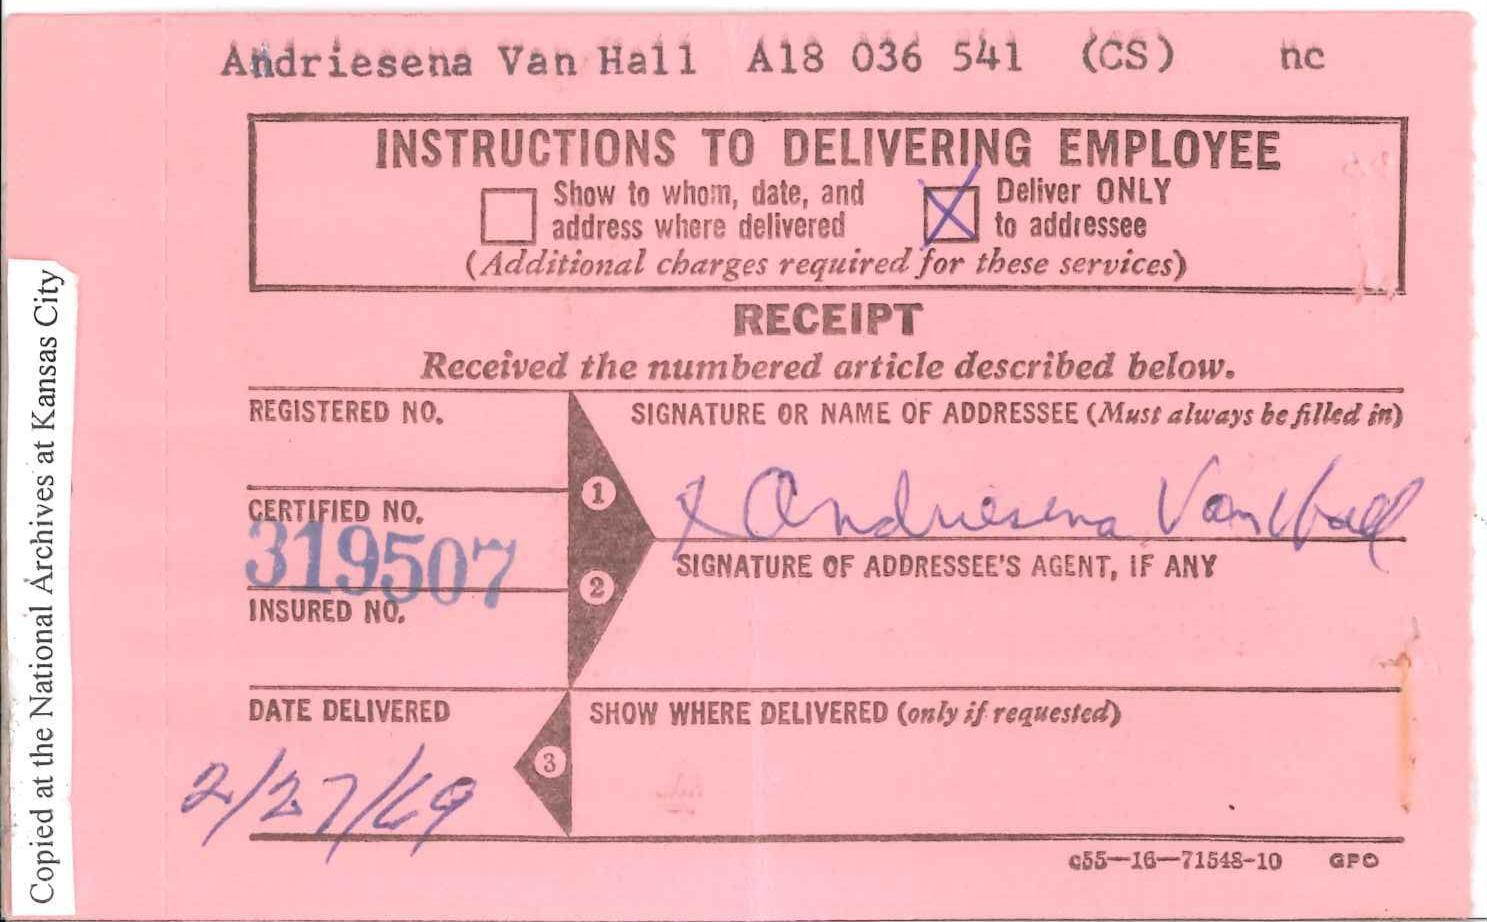 Andriesena Van Hall A18 036 541 (CS) nc
INSTRUCTIONS TO DELIVERING EMPLOYEE
Show to whom, date, and address where delivered
Deliver ONLY to addressee
(Additional charges required for these services)
RECEIPT
Received the numbered article described below.
REGISTERED NO.
SIGNATURE OR NAME OF ADDRESSEE (Must always be filled in)
1
x Andriesena Van Hall
CERTIFIED NO.
319507
2
SIGNATURE OF ADDRESSEE'S AGENT, IF ANY
INSURED NO.
DATE DELIVERED
2/27/69
3
SHOW WHERE DELIVERED (only if requested)
c55—16—71548-10 GPO
Copied at the National Archives at Kansas City